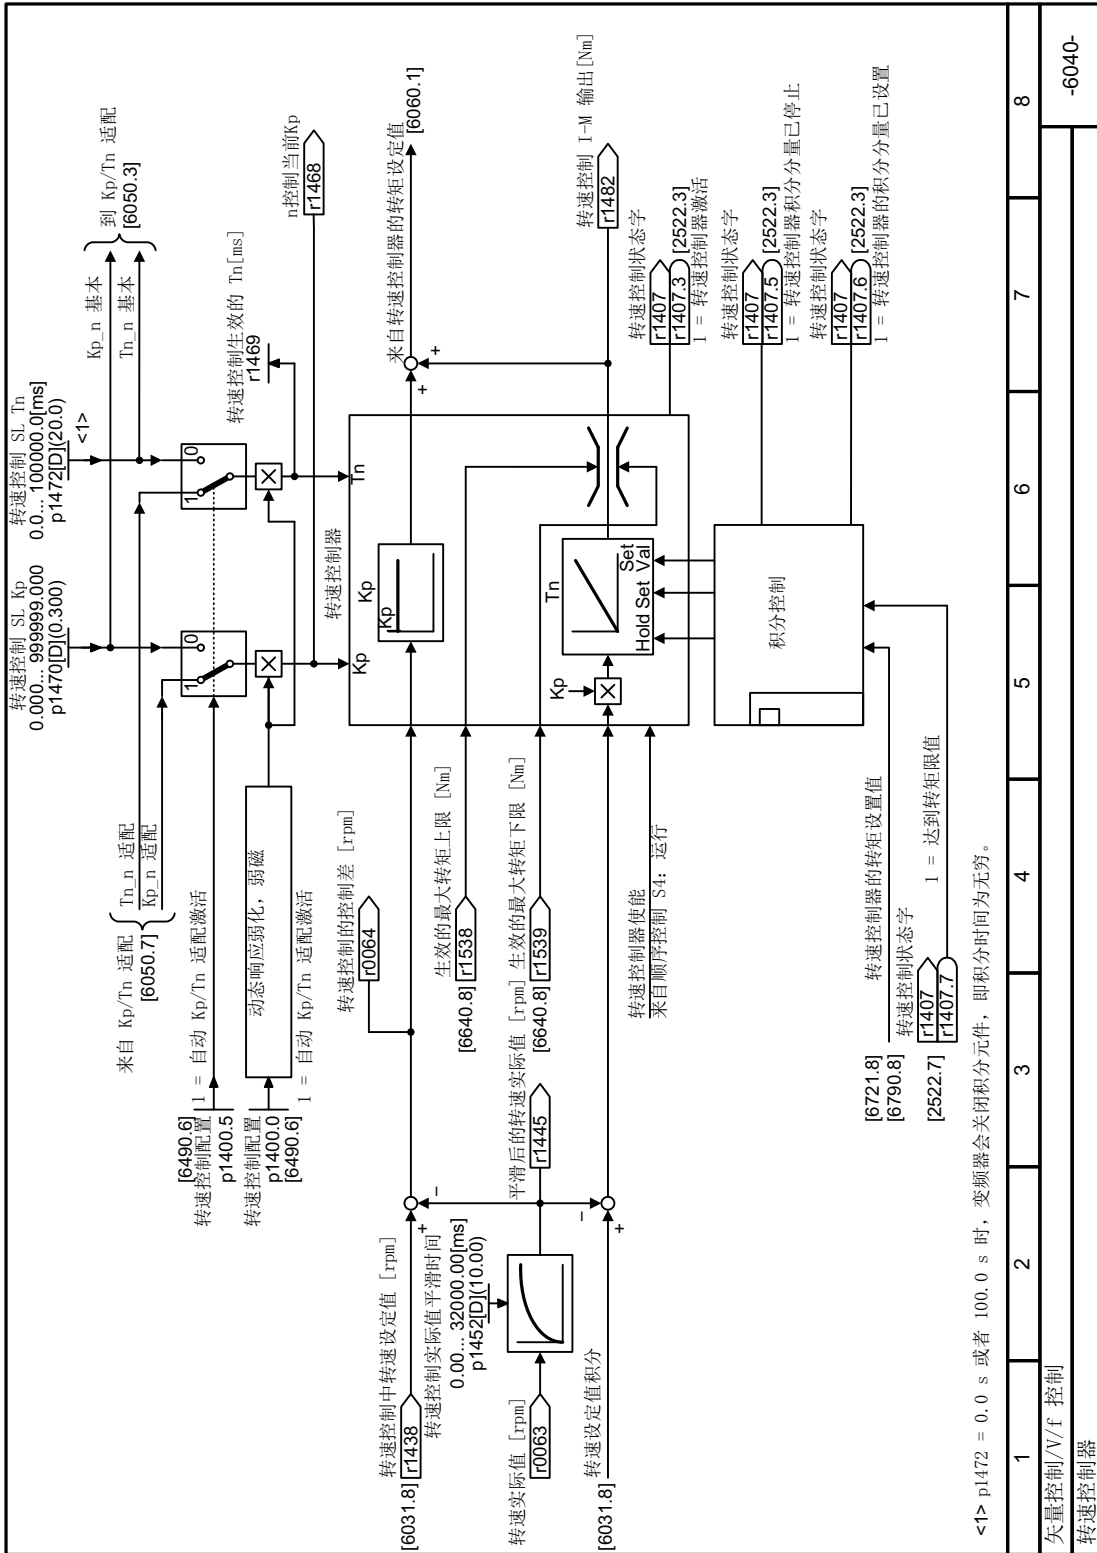 转速控制 SL Kp
0.000... 999999.000
p1470[D](0.300)
转速控制 SL Tn
0.0... 100000.0[ms]
p1472[D](20.0)
<1>
Kp_n 基本
Tn_n 基本
到 Kp/Tn 适配
[6050.3]
来自 Kp/Tn 适配
[6050.7]
Tn_n 适配
Kp_n 适配
1
0
1
0
[6490.6]
转速控制配置
p1400.5
1 = 自动 Kp/Tn 适配激活
转速控制配置
p1400.0
[6490.6]
动态响应弱化, 弱磁
1 = 自动 Kp/Tn 适配激活
转速控制生效的 Tn[ms]
r1469
n控制当前Kp
r1468
转速控制的控制差 [rpm]
r0064
转速控制器
Kp
Tn
Kp
Kp
来自转速控制器的转矩设定值
[6060.1]
+
+
[6031.8]
r1438
转速控制中转速设定值 [rpm]
+
−
转速控制实际值平滑时间
0.00... 32000.00[ms]
p1452[D](10.00)
生效的最大转矩上限 [Nm]
[6640.8]
r1538
平滑后的转速实际值 [rpm]
r1445
生效的最大转矩下限 [Nm]
[6640.8]
r1539
转速实际值 [rpm]
r0063
−
+
转速设定值积分
[6031.8]
Kp
Tn
Hold Set
Set
Val
转速控制 I-M 输出[Nm]
r1482
转速控制器使能
来自顺序控制 S4: 运行
转速控制状态字
r1407
r1407.3
[2522.3]
1 = 转速控制器激活
转速控制状态字
r1407
r1407.5
[2522.3]
1 = 转速控制器积分分量已停止
转速控制状态字
r1407
r1407.6
[2522.3]
1 = 转速控制器的积分分量已设置
积分控制
[6721.8]
[6790.8]
转速控制器的转矩设置值
转速控制状态字
[2522.7]
r1407
r1407.7
1 = 达到转矩限值
<1> p1472 = 0.0 s 或者 100.0 s 时, 变频器会关闭积分元件, 即积分时间为无穷。
1
2
3
4
5
6
7
8
矢量控制/V/f 控制
-6040-
转速控制器